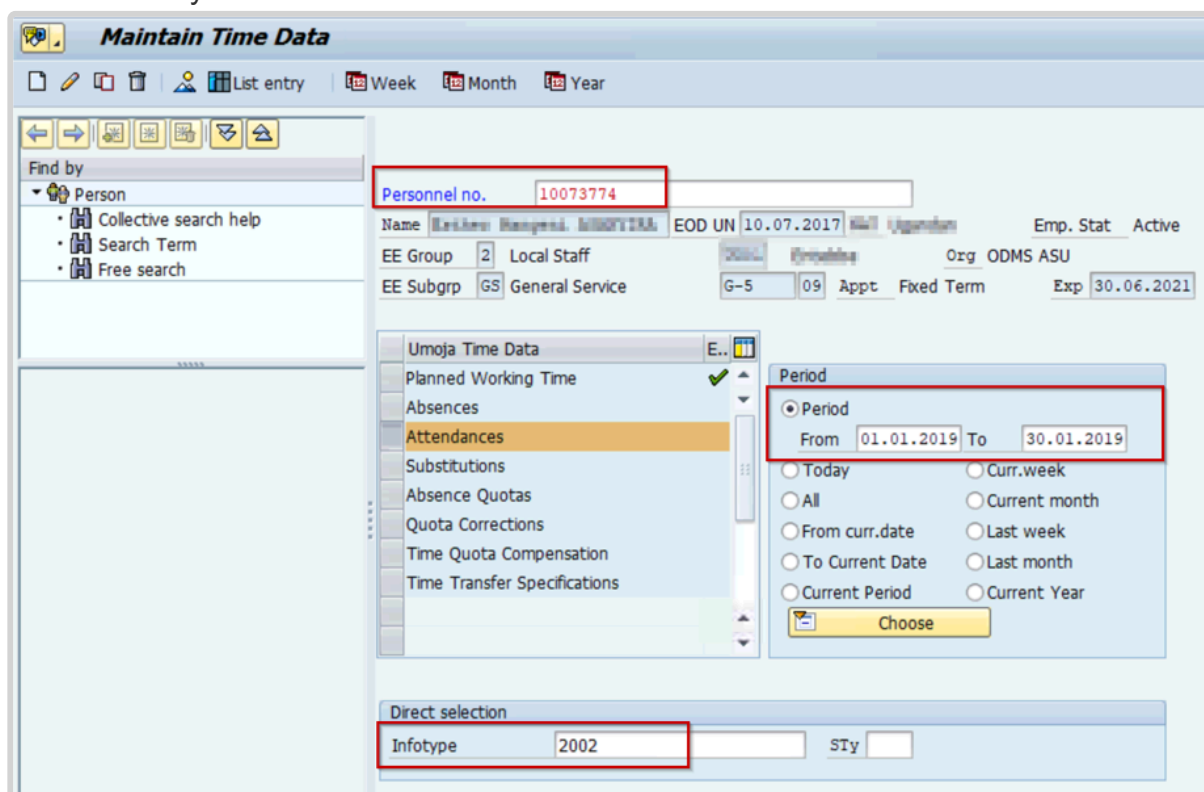 Maintain Time Data
List entry Week Month Year
Find by
Person
Collective search help
Search Term
Free search
Personnel no. 10073774
Name EOD UN 10.07.2017 Emp. Stat Active
EE Group 2 Local Staff Org ODMS ASU
EE Subgrp GS General Service G-5 09 Appt Fixed Term Exp 30.06.2021
Umoja Time Data E..
Planned Working Time
Absences
Attendances
Substitutions
Absence Quotas
Quota Corrections
Time Quota Compensation
Time Transfer Specifications
Period
Period
From 01.01.2019 To 30.01.2019
Today Curr.week
All Current month
From curr.date Last week
To Current Date Last month
Current Period Current Year
Choose
Direct selection
Infotype 2002 STy